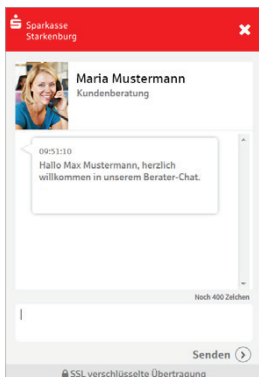 Sparkasse
Starkenburg
Maria Mustermann
Kundenberatung
09:51:10
Hallo Max Mustermann, herzlich
willkommen in unserem Berater-Chat.
Noch 400 Zeichen
Senden
SSL verschlüsselte Übertragung